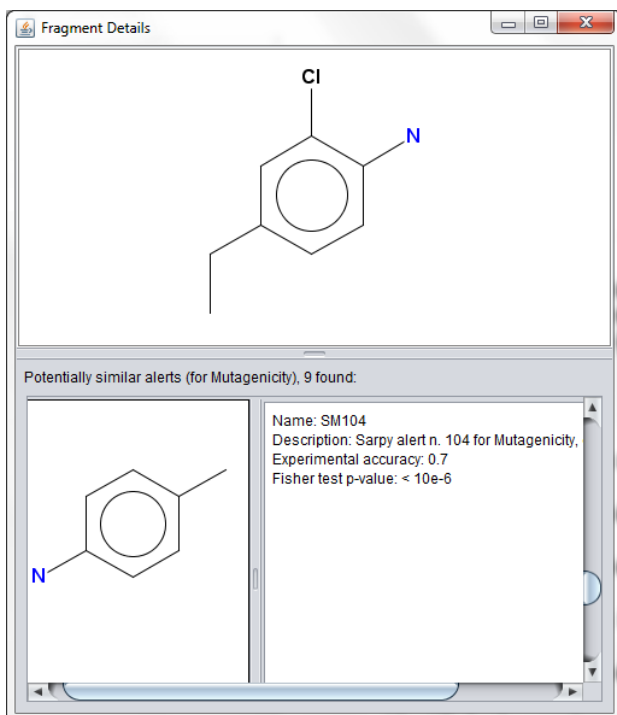 Fragment Details
Cl
N
Potentially similar alerts (for Mutagenicity), 9 found:
N
Name: SM104
Description: Sarpy alert n. 104 for Mutagenicity,
Experimental accuracy: 0.7
Fisher test p-value: < 10e-6